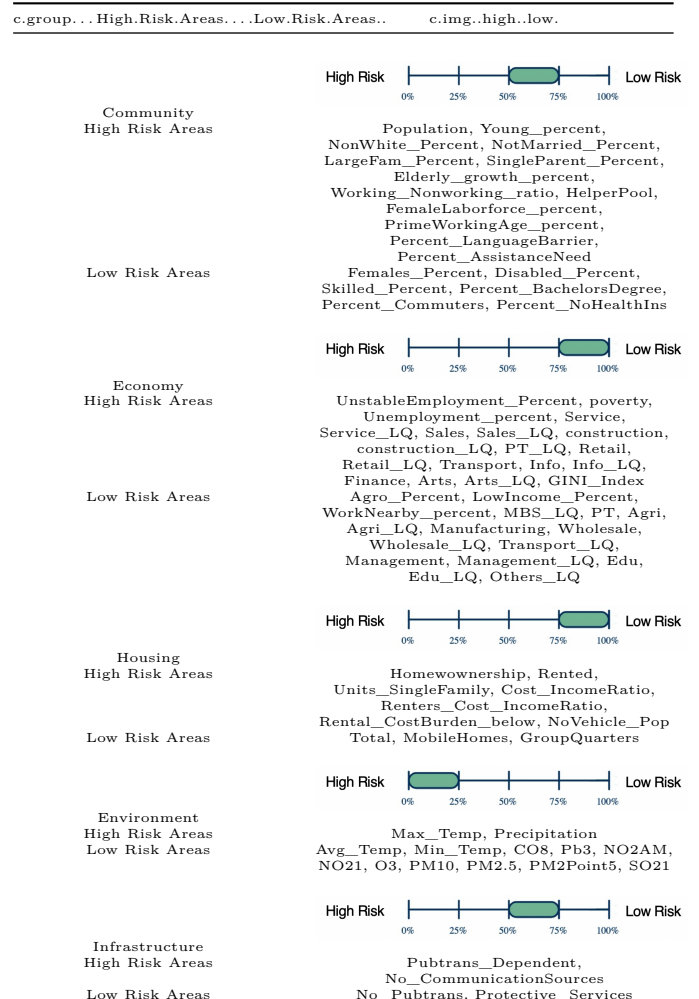 c.group...High.Risk.Areas....Low.Risk.Areas.. c.img..high..low.
High Risk Low Risk
0% 25% 50% 75% 100%
Community
High Risk Areas Population, Young_percent,
NonWhite_Percent, NotMarried_Percent,
LargeFam_Percent, SingleParent_Percent,
Elderly_growth_percent,
Working_Nonworking_ratio, HelperPool,
FemaleLaborforce_percent,
PrimeWorkingAge_percent,
Percent_LanguageBarrier,
Percent_AssistanceNeed
Low Risk Areas Females_Percent, Disabled_Percent,
Skilled_Percent, Percent_BachelorsDegree,
Percent_Commuters, Percent_NoHealthIns
High Risk Low Risk
0% 25% 50% 75% 100%
Economy
High Risk Areas UnstableEmployment_Percent, poverty,
Unemployment_percent, Service,
Service_LQ, Sales, Sales_LQ, construction,
construction_LQ, PT_LQ, Retail,
Retail_LQ, Transport, Info, Info_LQ,
Finance, Arts, Arts_LQ, GINI_Index
Low Risk Areas Agro_Percent, LowIncome_Percent,
WorkNearby_percent, MBS_LQ, PT, Agri,
Agri_LQ, Manufacturing, Wholesale,
Wholesale_LQ, Transport_LQ,
Management, Management_LQ, Edu,
Edu_LQ, Others_LQ
High Risk Low Risk
0% 25% 50% 75% 100%
Housing
High Risk Areas Homewownership, Rented,
Units_SingleFamily, Cost_IncomeRatio,
Renters_Cost_IncomeRatio,
Rental_CostBurden_below, NoVehicle_Pop
Low Risk Areas Total, MobileHomes, GroupQuarters
High Risk Low Risk
0% 25% 50% 75% 100%
Environment
High Risk Areas Max_Temp, Precipitation
Low Risk Areas Avg_Temp, Min_Temp, CO8, Pb3, NO2AM,
NO21, O3, PM10, PM2.5, PM2Point5, SO21
High Risk Low Risk
0% 25% 50% 75% 100%
Infrastructure
High Risk Areas Pubtrans_Dependent,
No_CommunicationSources
Low Risk Areas No_Pubtrans, Protective_Services